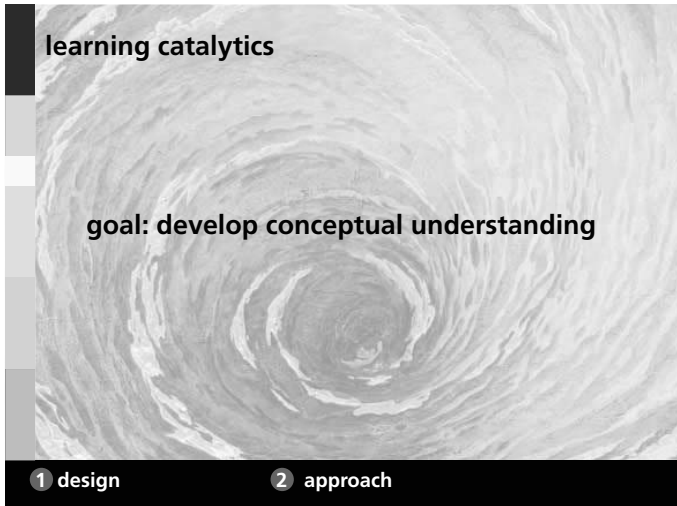 learning catalytics
goal: develop conceptual understanding
1 design 2 approach